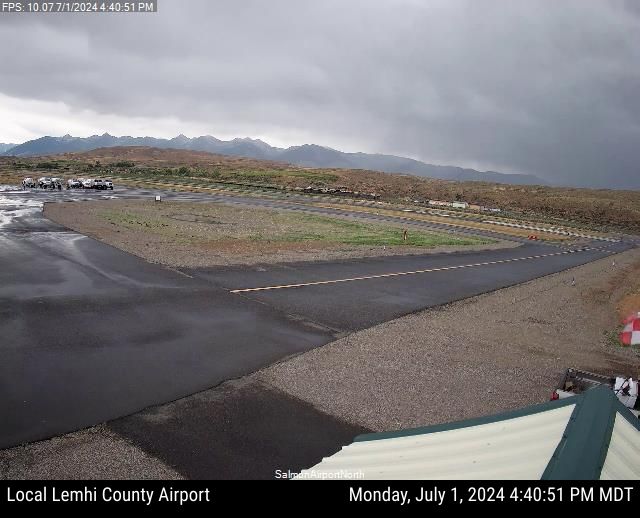 FPS: 10.07 7/1/2024 4:40:51 PM
SalmonAirportNorth
Local Lemhi County Airport Monday, July 1, 2024 4:40:51 PM MDT